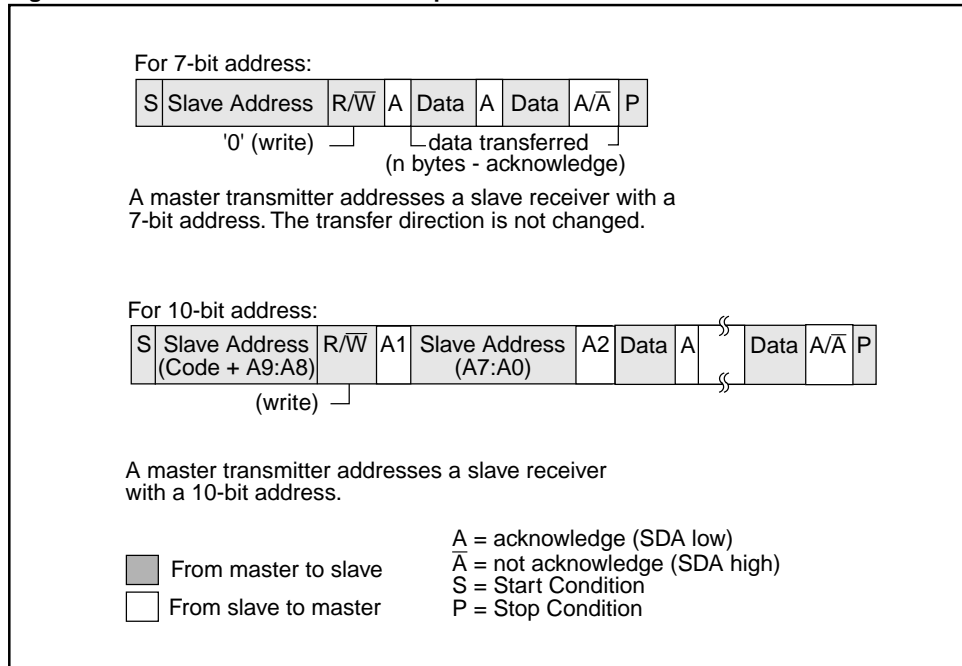 For 7-bit address:
S Slave Address R/W̅ A Data A Data A/A̅ P
'0' (write) data transferred
(n bytes - acknowledge)
A master transmitter addresses a slave receiver with a
7-bit address. The transfer direction is not changed.
For 10-bit address:
S Slave Address R/W̅ A1 Slave Address A2 Data A Data A/A̅ P
(Code + A9:A8) (A7:A0)
(write)
A master transmitter addresses a slave receiver
with a 10-bit address.
From master to slave
From slave to master
A = acknowledge (SDA low)
A̅ = not acknowledge (SDA high)
S = Start Condition
P = Stop Condition